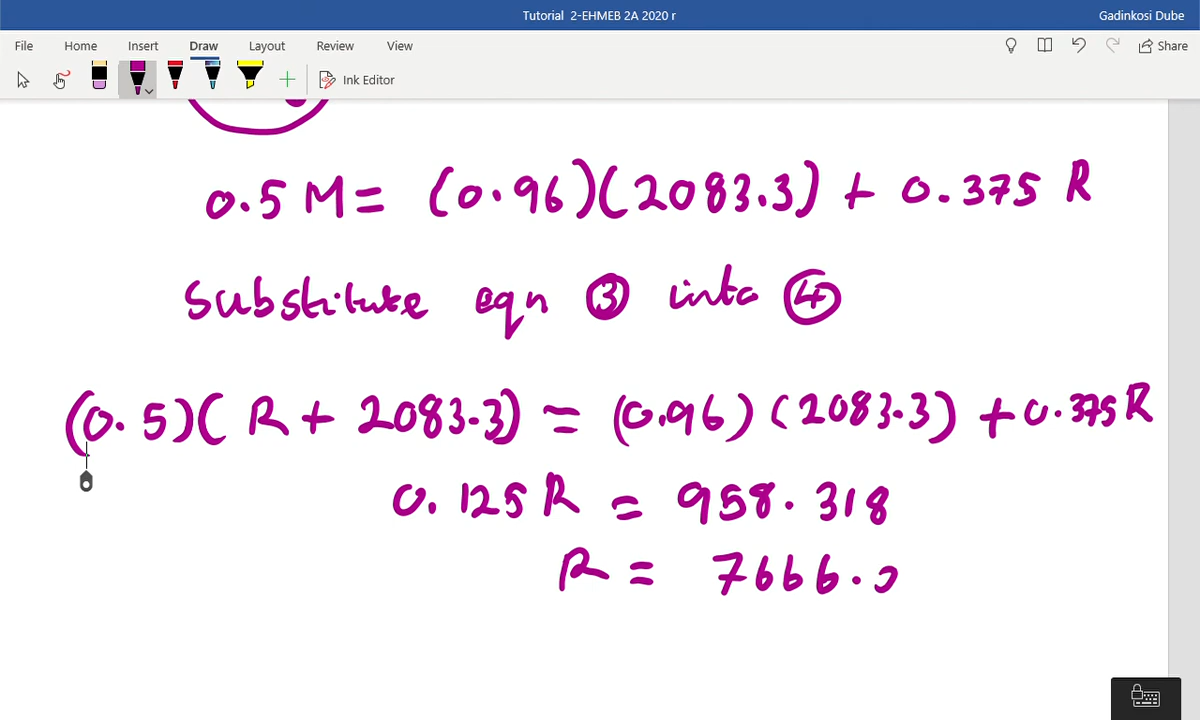 Tutorial 2-EHMEB 2A 2020 r
Gadinkosi Dube
File Home Insert Draw Layout Review View Share
Ink Editor
0.5 M = (0.96)(2083.3) + 0.375 R
Substitute eqn ③ into ④
(0.5)( R + 2083.3) = (0.96)(2083.3) + 0.375 R
0.125 R = 958.318
R = 7666.